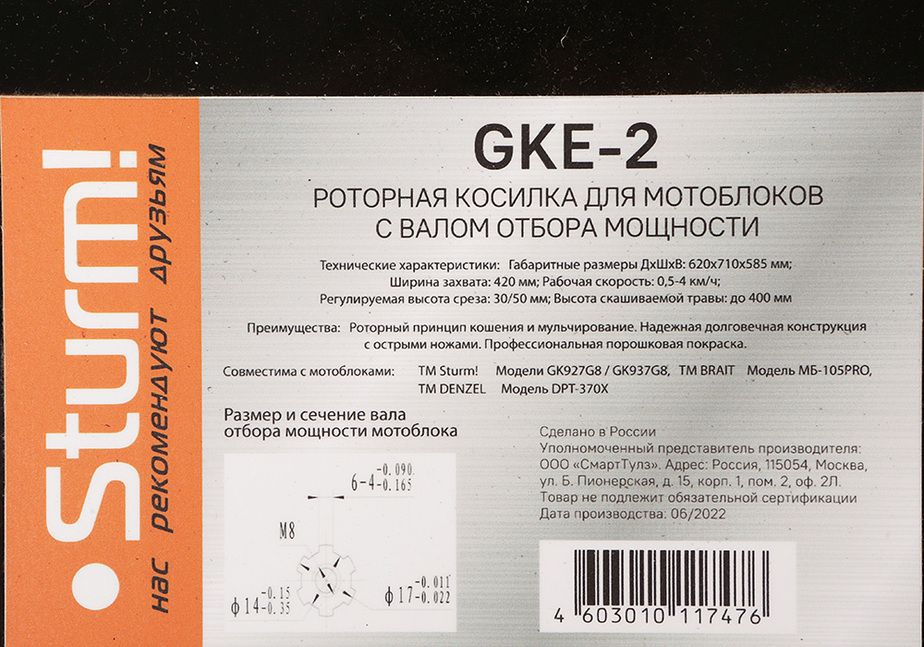 Sturm!
нас рекомендуют друзьям
GKE-2
РОТОРНАЯ КОСИЛКА ДЛЯ МОТОБЛОКОВ
С ВАЛОМ ОТБОРА МОЩНОСТИ
Технические характеристики: Габаритные размеры ДхШхВ: 620х710х585 мм;
Ширина захвата: 420 мм; Рабочая скорость: 0,5-4 км/ч;
Регулируемая высота среза: 30/50 мм; Высота скашиваемой травы: до 400 мм
Преимущества: Роторный принцип кошения и мульчирование. Надежная долговечная конструкция
с острыми ножами. Профессиональная порошковая покраска.
Совместима с мотоблоками: ТМ Sturm! Модели GK927G8 / GK937G8, ТМ BRAIT Модель МБ-105PRO,
ТМ DENZEL Модель DPT-370X
Размер и сечение вала
отбора мощности мотоблока
6-4-0.090
-0.165
M8
ϕ14-0.15
-0.35
ϕ17-0.011
-0.022
Сделано в России
Уполномоченный представитель производителя:
ООО «СмартТулз». Адрес: Россия, 115054, Москва,
ул. Б. Пионерская, д. 15, корп. 1, пом. 2, оф. 2Л.
Товар не подлежит обязательной сертификации
Дата производства: 06/2022
4 603010 117476